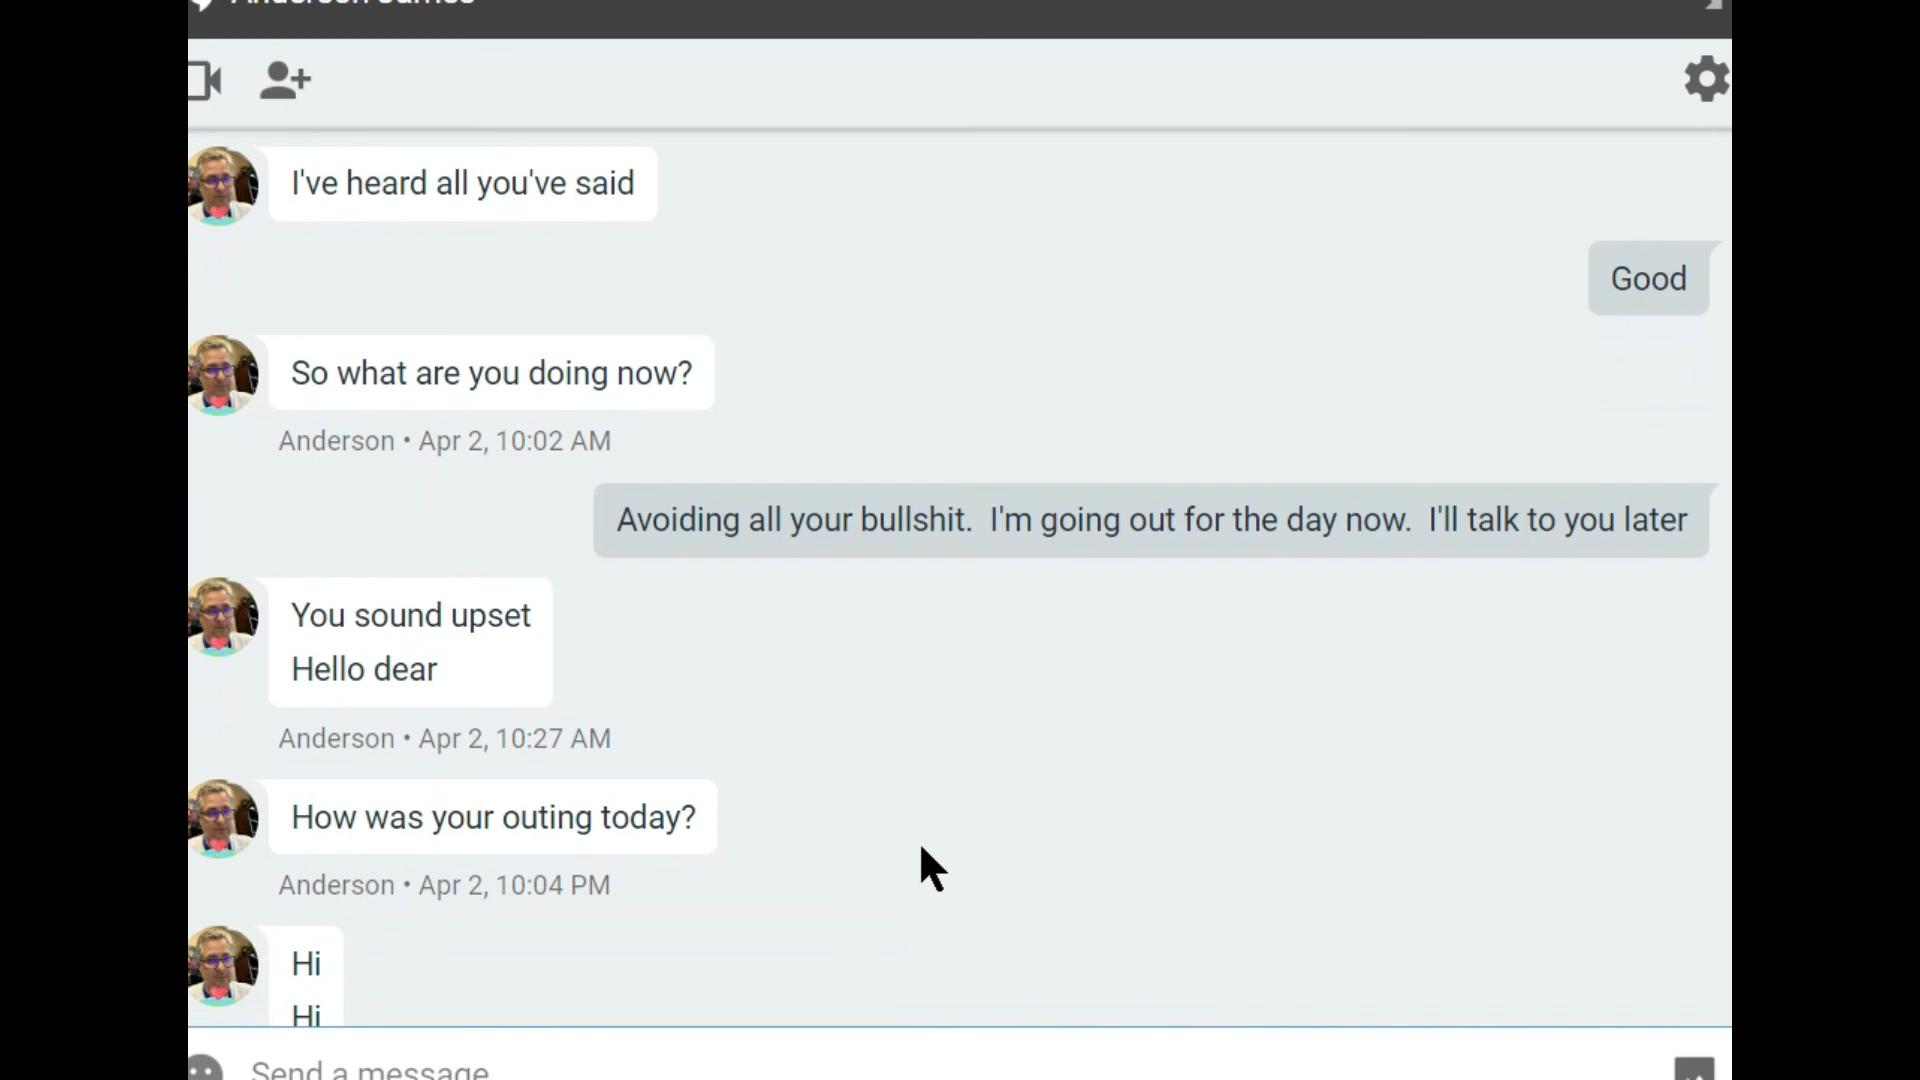 Anderson James
I've heard all you've said
Good
So what are you doing now?
Anderson • Apr 2, 10:02 AM
Avoiding all your bullshit.  I'm going out for the day now.  I'll talk to you later
You sound upset
Hello dear
Anderson • Apr 2, 10:27 AM
How was your outing today?
Anderson • Apr 2, 10:04 PM
Hi
Hi
Send a message